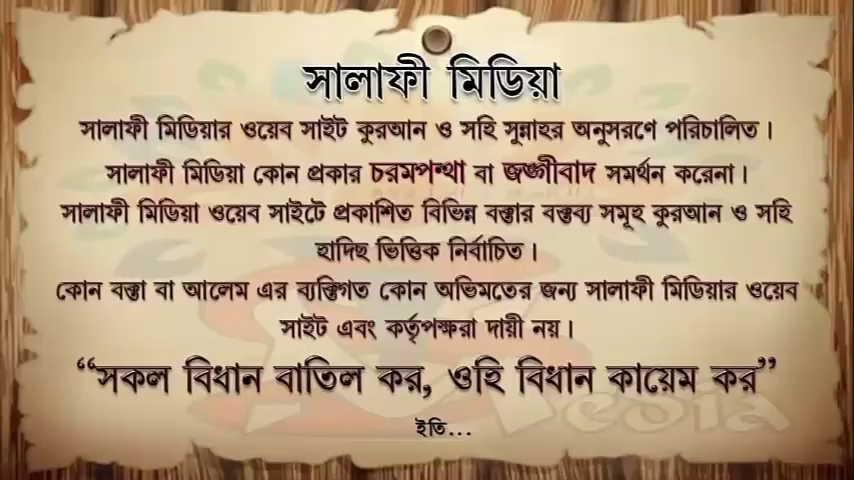 সালাফী মিডিয়া
সালাফী মিডিয়ার ওয়েব সাইট কুরআন ও সহি সুন্নাহর অনুসরণে পরিচালিত।
সালাফী মিডিয়া কোন প্রকার চরমপন্থা বা জঙ্গীবাদ সমর্থন করেনা।
সালাফী মিডিয়া ওয়েব সাইটে প্রকাশিত বিভিন্ন বক্তার বক্তব্য সমূহ কুরআন ও সহি
হাদিছ ভিত্তিক নির্বাচিত।
কোন বক্তা বা আলেম এর ব্যক্তিগত কোন অভিমতের জন্য সালাফী মিডিয়ার ওয়েব
সাইট এবং কর্তৃপক্ষরা দায়ী নয়।
“সকল বিধান বাতিল কর, ওহি বিধান কায়েম কর”
ইতি...
Media